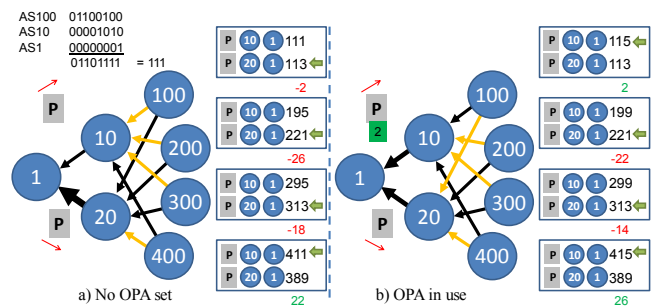 AS100 01100100
AS10 00001010
AS1 00000001
01101111 = 111
P
100
10
200
1
300
20
P
400
P 10 1 111
P 20 1 113
-2
P 10 1 195
P 20 1 221
-26
P 10 1 295
P 20 1 313
-18
P 10 1 411
P 20 1 389
22
a) No OPA set
P
2
100
10
200
1
300
20
P
400
P 10 1 115
P 20 1 113
2
P 10 1 199
P 20 1 221
-22
P 10 1 299
P 20 1 313
-14
P 10 1 415
P 20 1 389
26
b) OPA in use